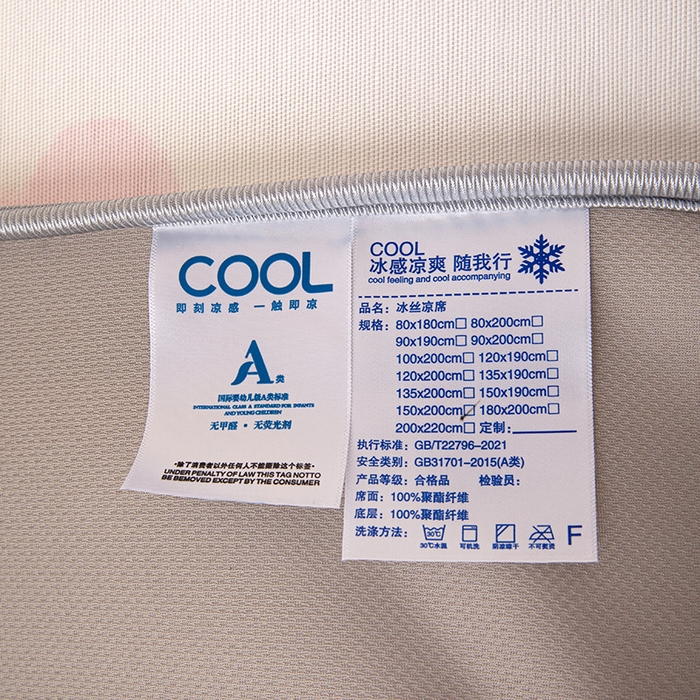 COOL
即刻凉感 一触即凉
A类
国际婴幼儿级A类标准
INTERNATIONAL CLASS A STANDARD FOR INFANTS
AND YOUNG CHILDREN
无甲醛·无荧光剂
·除了消费者以外任何人不能撕除这个标签·
UNDER PENALTY OF LAW THIS TAG NOTTO
BE BEMOVED EXCEPT BY THE CONSUMER
COOL
冰感凉爽 随我行
cool feeling and cool accompanying
品名：冰丝凉席
规格：80x180cm□ 80x200cm□
90x190cm□ 90x200cm□
100x200cm□ 120x190cm□
120x200cm□ 135x190cm□
135x200cm□ 150x190cm□
150x200cm☑ 180x200cm□
200x220cm□ 定制：______
执行标准：GB/T22796-2021
安全类别：GB31701-2015(A类)
产品等级：合格品 检验员：
席面：100%聚酯纤维
底层：100%聚酯纤维
洗涤方法：
30℃
30℃水温 可机洗 阴凉晾干 不可熨烫
F